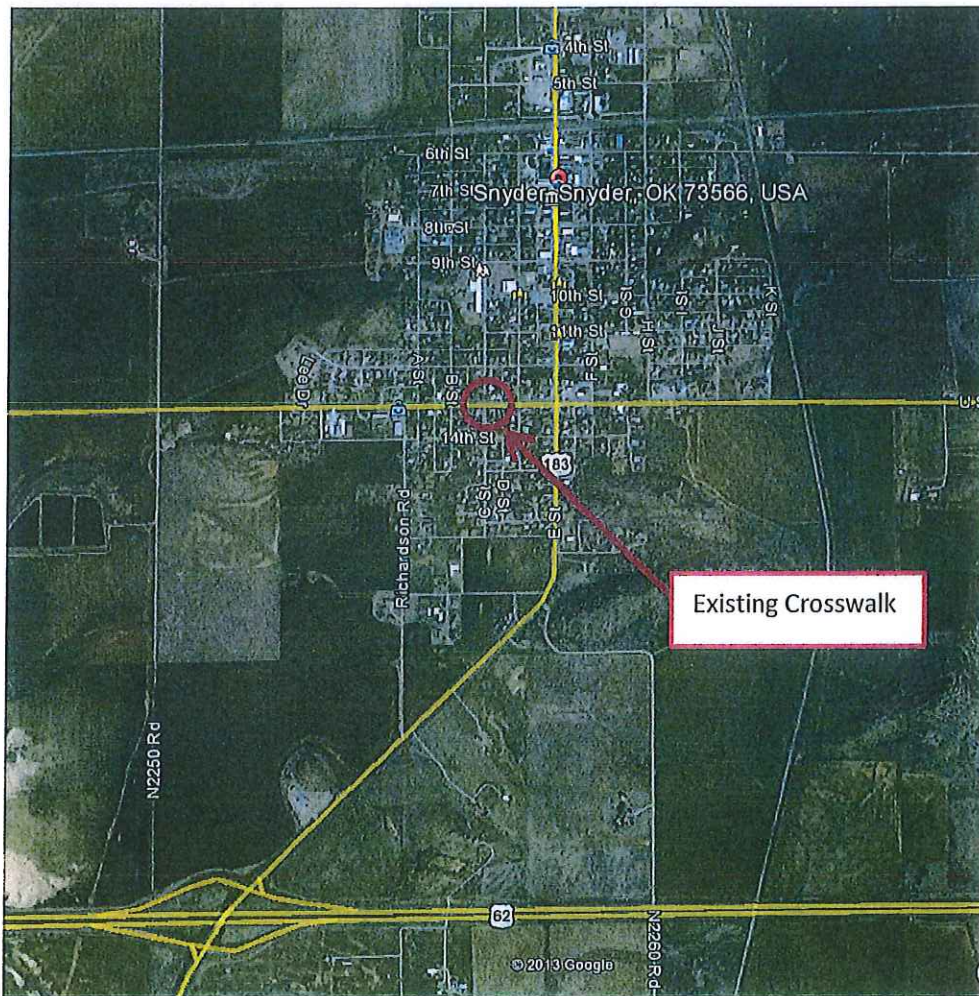 4th St
5th St
6th St
7th St
Snyder, Snyder, OK 73566, USA
8th St
9th St
10th St
G St
I St
K St
11th St
H St
J St
F St
Lee Dr
A St
B St
U S
14th St
183
C St
D St
E St
Richardson Rd
Existing Crosswalk
N2250 Rd
62
N2260 Rd
© 2013 Google